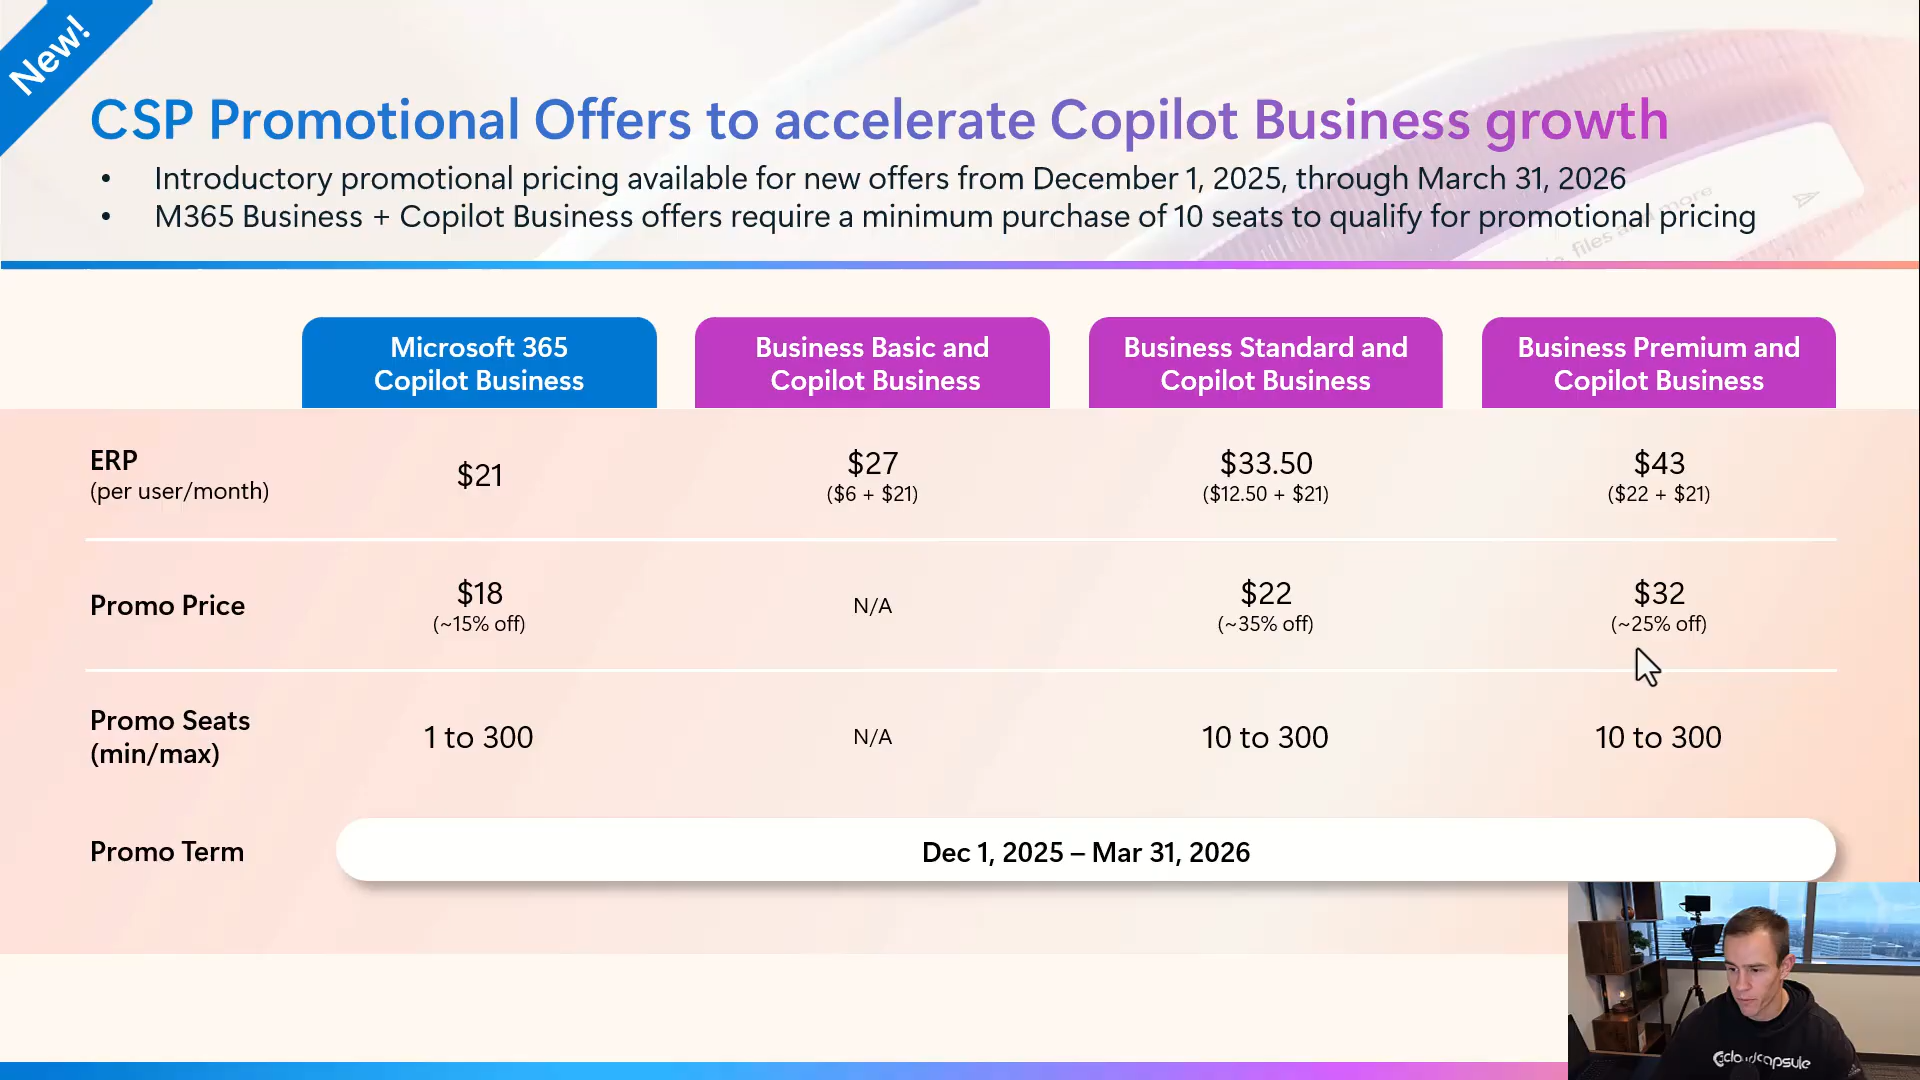 New!
CSP Promotional Offers to accelerate Copilot Business growth
• Introductory promotional pricing available for new offers from December 1, 2025, through March 31, 2026
• M365 Business + Copilot Business offers require a minimum purchase of 10 seats to qualify for promotional pricing
files and more
Microsoft 365
Copilot Business
Business Basic and
Copilot Business
Business Standard and
Copilot Business
Business Premium and
Copilot Business
ERP
(per user/month)
$21
$27
($6 + $21)
$33.50
($12.50 + $21)
$43
($22 + $21)
Promo Price
$18
(~15% off)
N/A
$22
(~35% off)
$32
(~25% off)
Promo Seats
(min/max)
1 to 300
N/A
10 to 300
10 to 300
Promo Term
Dec 1, 2025 – Mar 31, 2026
cloudcapsule